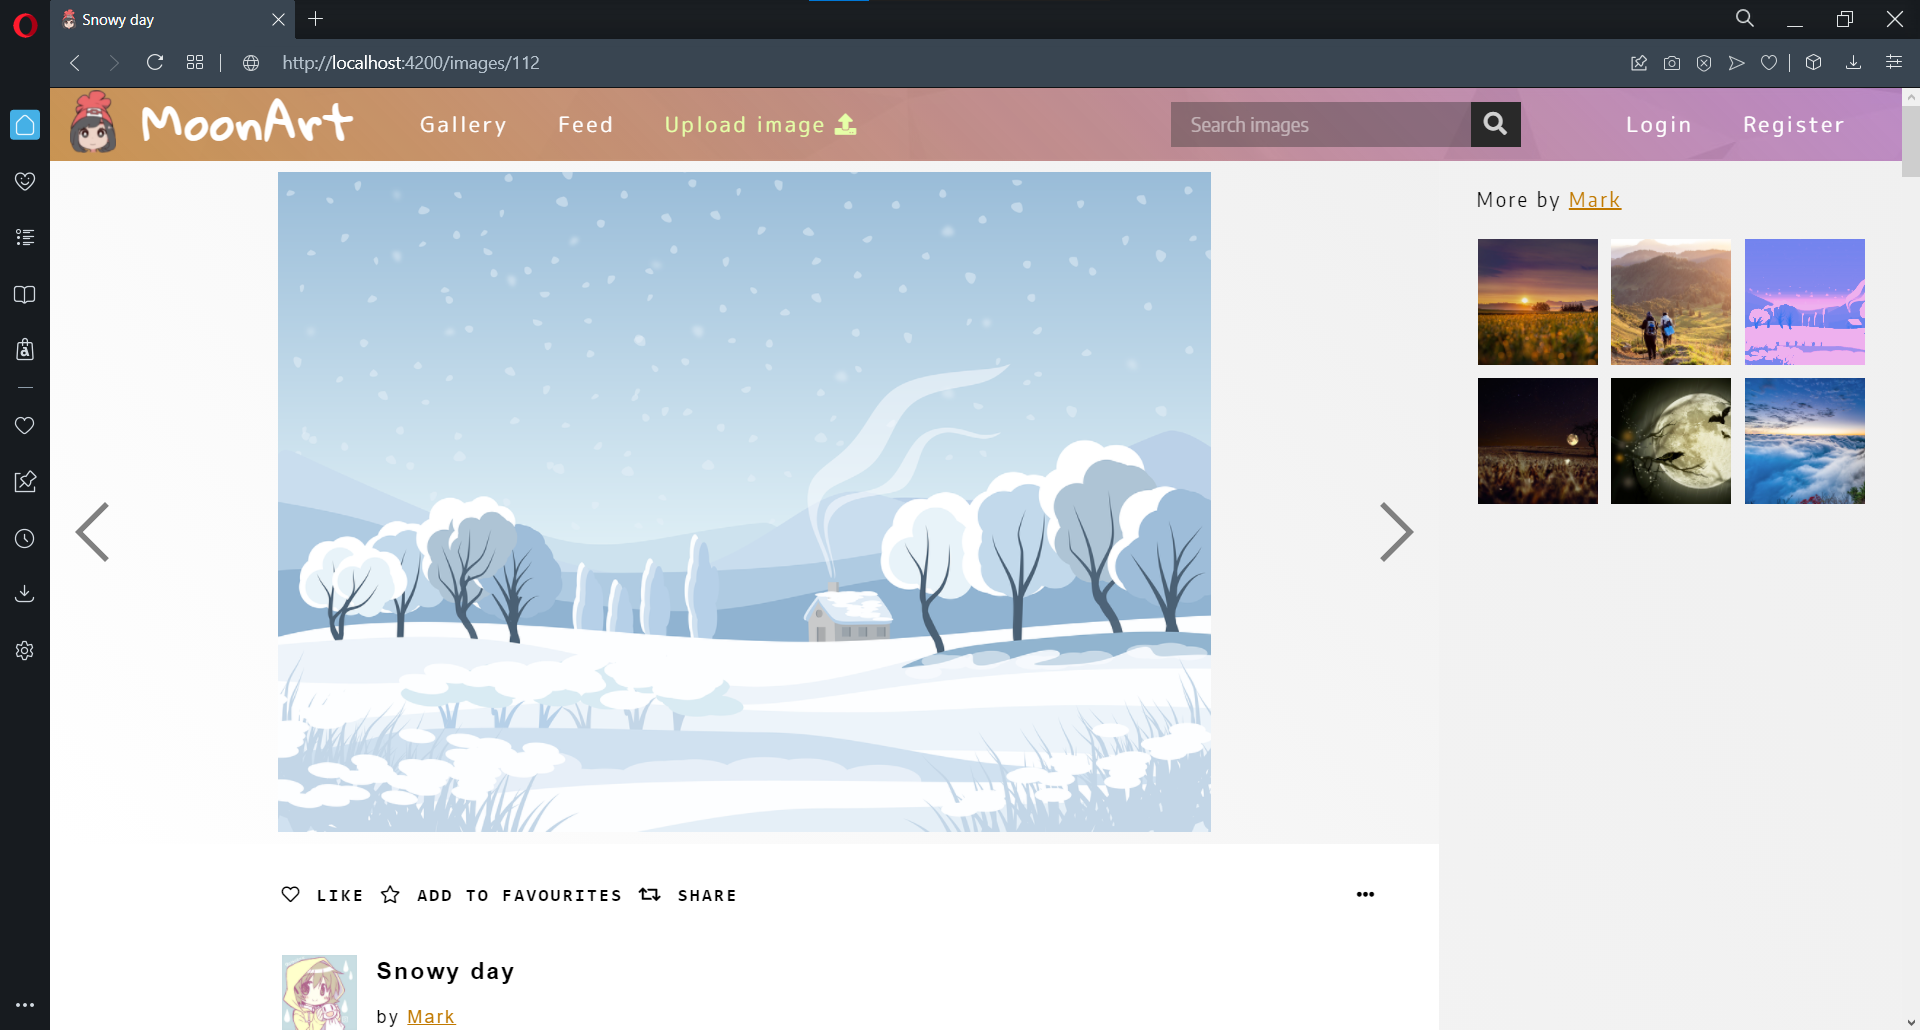 Snowy day
http://localhost:4200/images/112
MoonArt
Gallery
Feed
Upload image
Search images
Login
Register
More by Mark
LIKE
ADD TO FAVOURITES
SHARE
Snowy day
by Mark